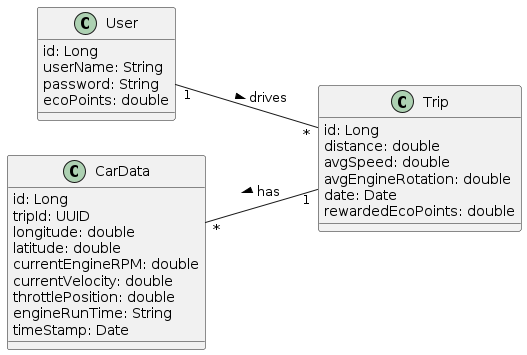 C User
id: Long
userName: String
password: String
ecoPoints: double
1
drives
*
C Trip
id: Long
distance: double
avgSpeed: double
avgEngineRotation: double
date: Date
rewardedEcoPoints: double
C CarData
id: Long
tripId: UUID
longitude: double
latitude: double
currentEngineRPM: double
currentVelocity: double
throttlePosition: double
engineRunTime: String
timeStamp: Date
has
1
*